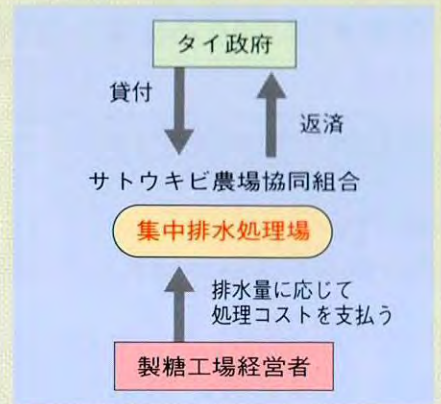 タイ政府
貸付
返済
サトウキビ農場協同組合
集中排水処理場
排水量に応じて
処理コストを支払う
製糖工場経営者